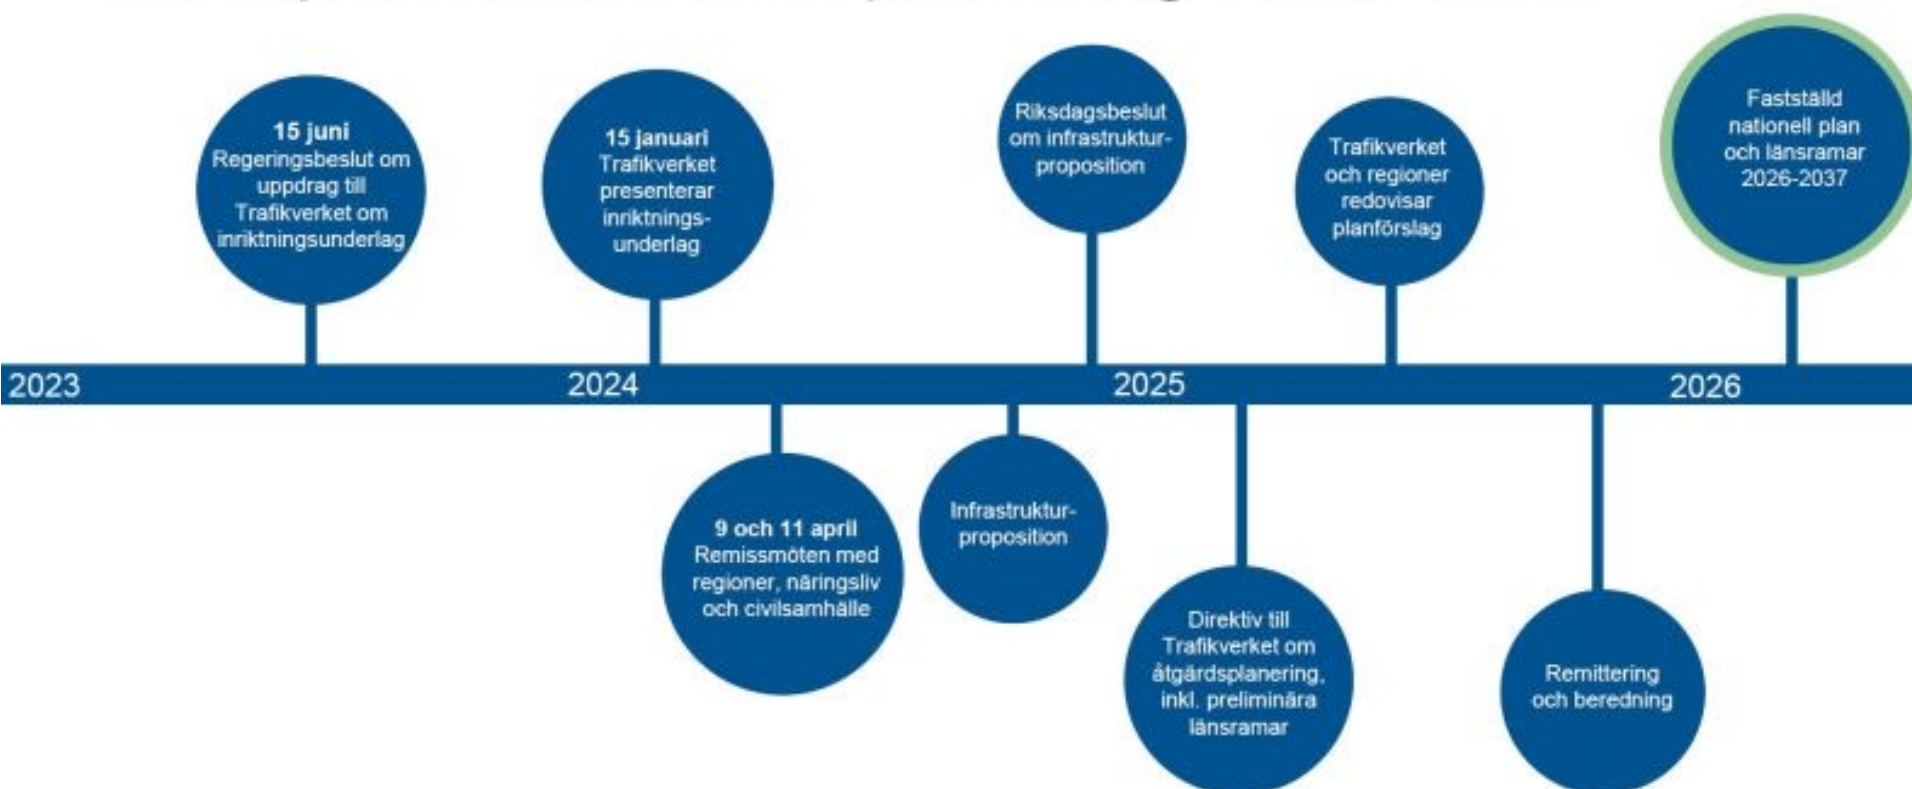 15 juni
Regeringsbeslut om
uppdrag till
Trafikverket om
inriktningsunderlag
15 januari
Trafikverket
presenterar
inriktnings-
underlag
Riksdagsbeslut
om infrastruktur-
proposition
Trafikverket
och regioner
redovisar
planförslag
Fastställd
nationell plan
och länsramar
2026-2037
2023
2024
2025
2026
9 och 11 april
Remissmöten med
regioner, näringsliv
och civilsamhälle
Infrastruktur-
proposition
Direktiv till
Trafikverket om
åtgärdsplanering,
inkl. preliminära
länsramar
Remittering
och beredning